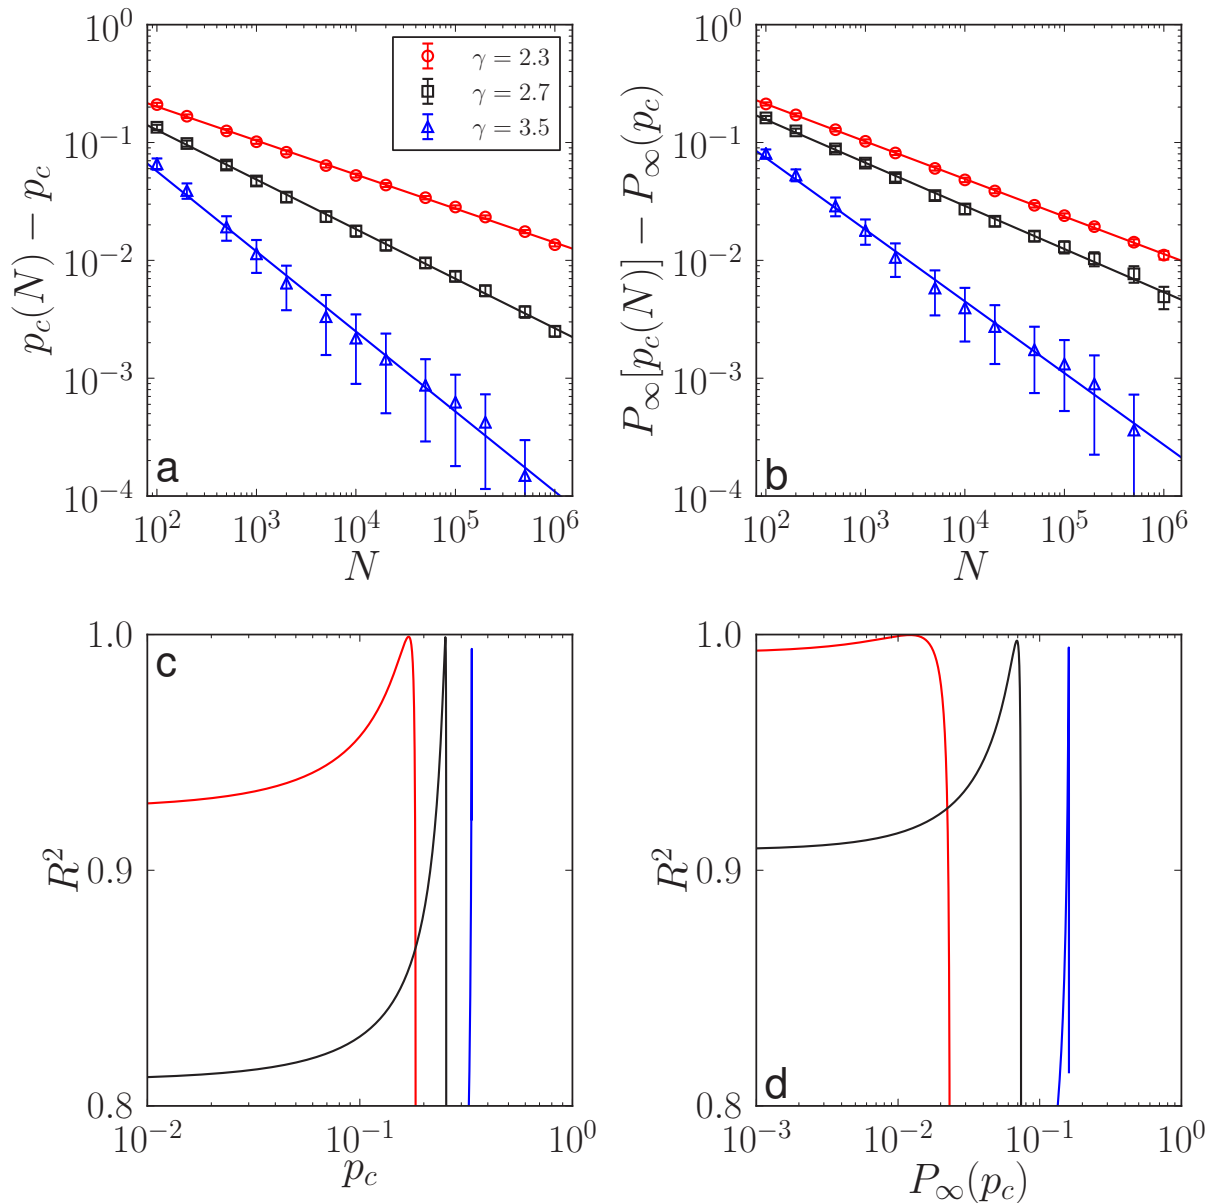 10^0
10^{-1}
10^{-2}
10^{-3}
10^{-4}
p_c(N) − p_c
γ = 2.3
γ = 2.7
γ = 3.5
a
10^2 10^3 10^4 10^5 10^6
N
10^0
10^{-1}
10^{-2}
10^{-3}
10^{-4}
P_∞[p_c(N)] − P_∞(p_c)
b
10^2 10^3 10^4 10^5 10^6
N
1.0
0.9
0.8
R^2
c
10^{-2} 10^{-1} 10^0
p_c
1.0
0.9
0.8
R^2
d
10^{-3} 10^{-2} 10^{-1} 10^0
P_∞(p_c)